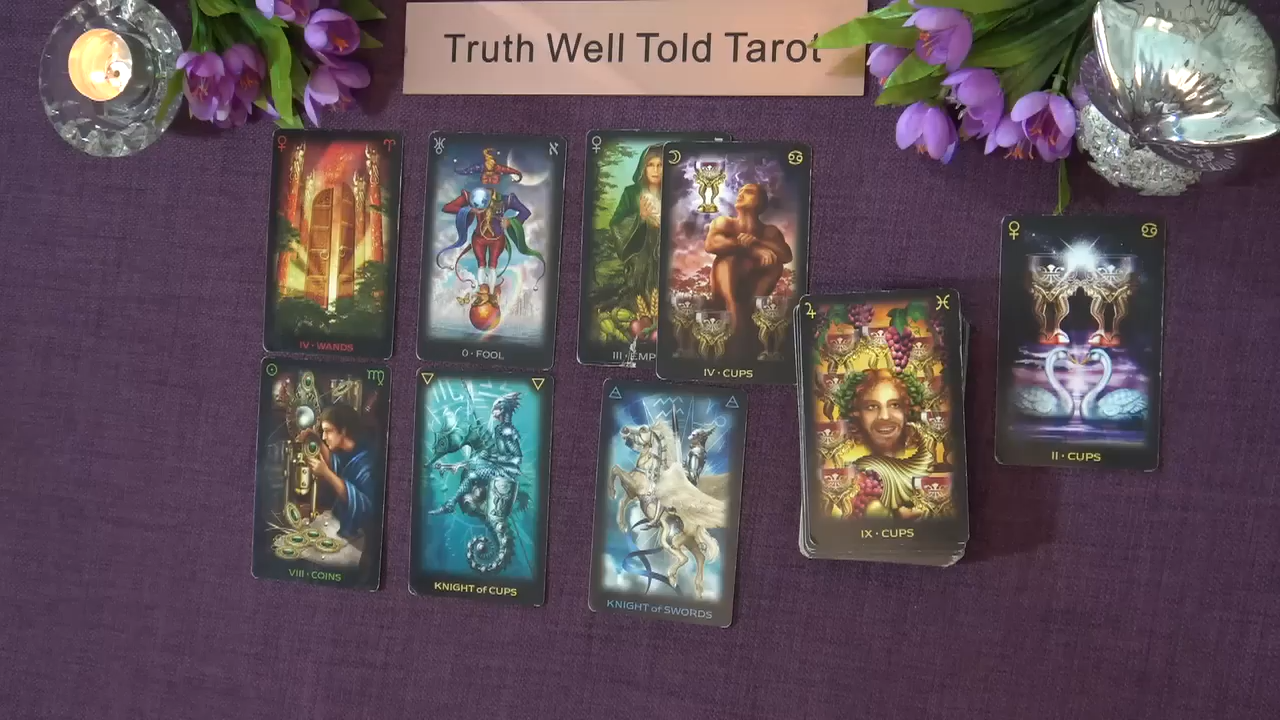 Truth Well Told Tarot
IV · WANDS
0 · FOOL
III · EMP
IV · CUPS
II · CUPS
VIII · COINS
KNIGHT of CUPS
KNIGHT of SWORDS
IX · CUPS